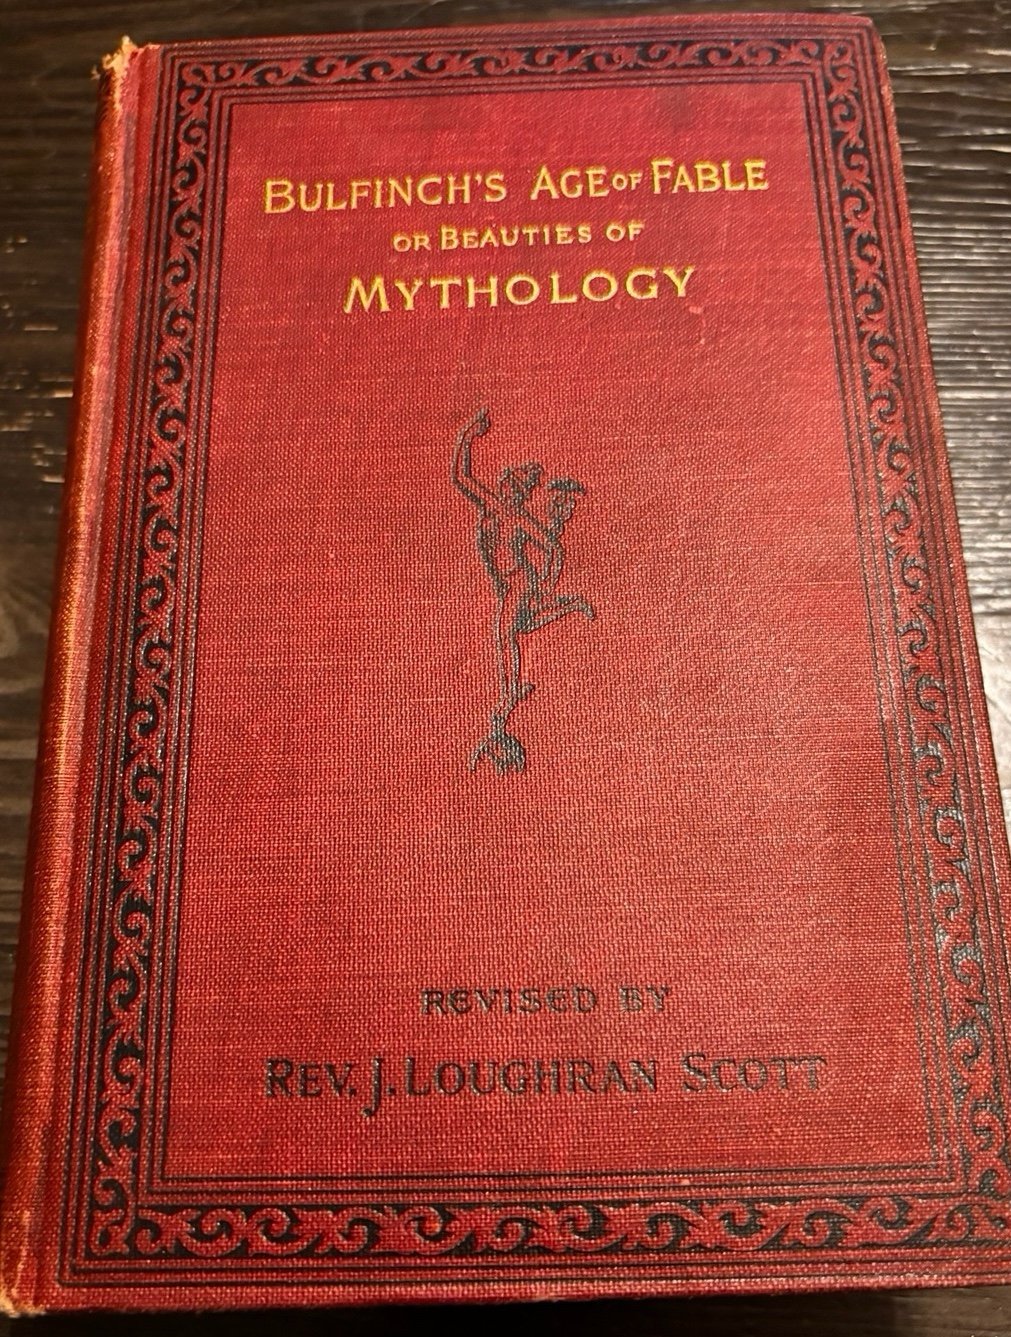 BULFINCH'S AGE OF FABLE
OR BEAUTIES OF
MYTHOLOGY
REVISED BY
REV. J. LOUGHRAN SCOTT